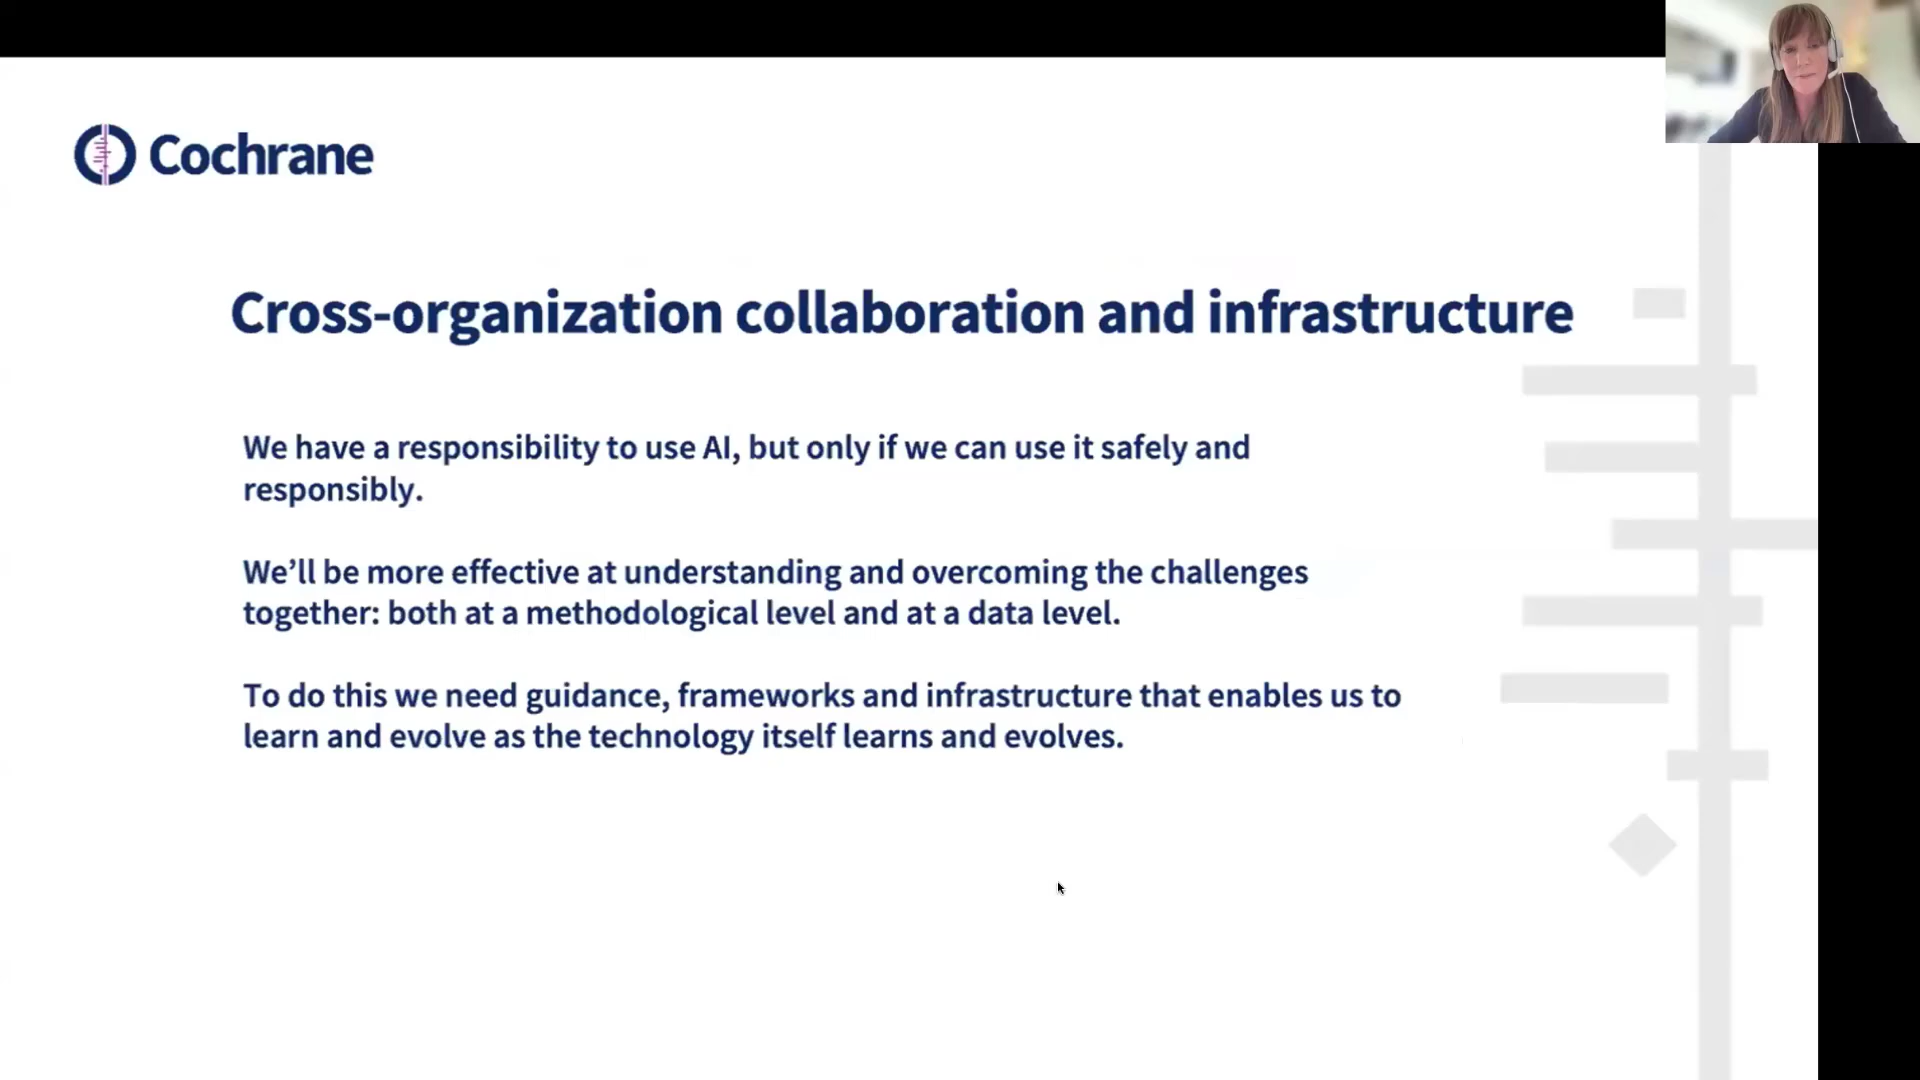 Cochrane
Cross-organization collaboration and infrastructure
We have a responsibility to use AI, but only if we can use it safely and
responsibly.
We’ll be more effective at understanding and overcoming the challenges
together: both at a methodological level and at a data level.
To do this we need guidance, frameworks and infrastructure that enables us to
learn and evolve as the technology itself learns and evolves.